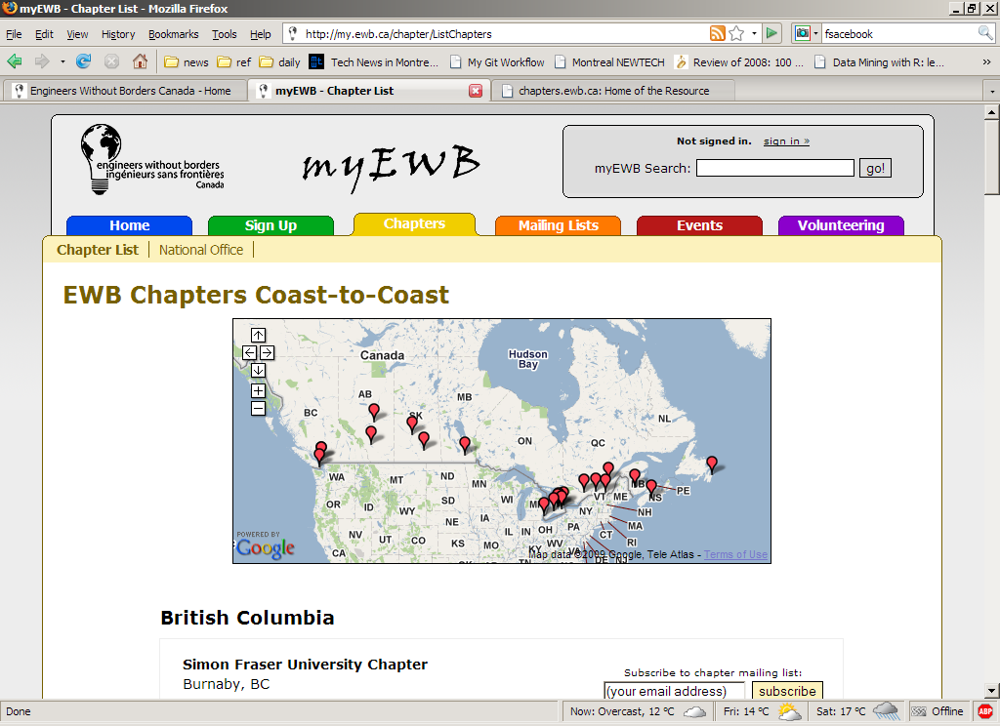 myEWB - Chapter List - Mozilla Firefox
File Edit View History Bookmarks Tools Help
http://my.ewb.ca/chapter/ListChapters
fsacebook
news ref daily Tech News in Montre... My Git Workflow Montreal NEWTECH Review of 2008: 100 ... Data Mining with R: le... »
Engineers Without Borders Canada - Home
myEWB - Chapter List
chapters.ewb.ca: Home of the Resource
engineers without borders
ingénieurs sans frontières
Canada
myEWB
Not signed in. sign in »
myEWB Search: go!
Home Sign Up Chapters Mailing Lists Events Volunteering
Chapter List National Office
EWB Chapters Coast-to-Coast
Canada
Hudson
Bay
AB
SK
MB
BC
ON
QC
NL
NB
PE
NS
WA
MT
ND
MN
OR
ID
WY
SD
WI
MI
VT
ME
NY
NH
MA
NE
IA
IL
IN
OH
PA
CT
RI
NV
UT
CO
KS
MO
KY
WV
VA
DE
NJ
CA
TN
POWERED BY
Google
Map data ©2009 Google, Tele Atlas - Terms of Use
British Columbia
Simon Fraser University Chapter
Burnaby, BC
Subscribe to chapter mailing list:
(your email address) subscribe
Done
Now: Overcast, 12 °C
Fri: 14 °C
Sat: 17 °C
Offline
ABP